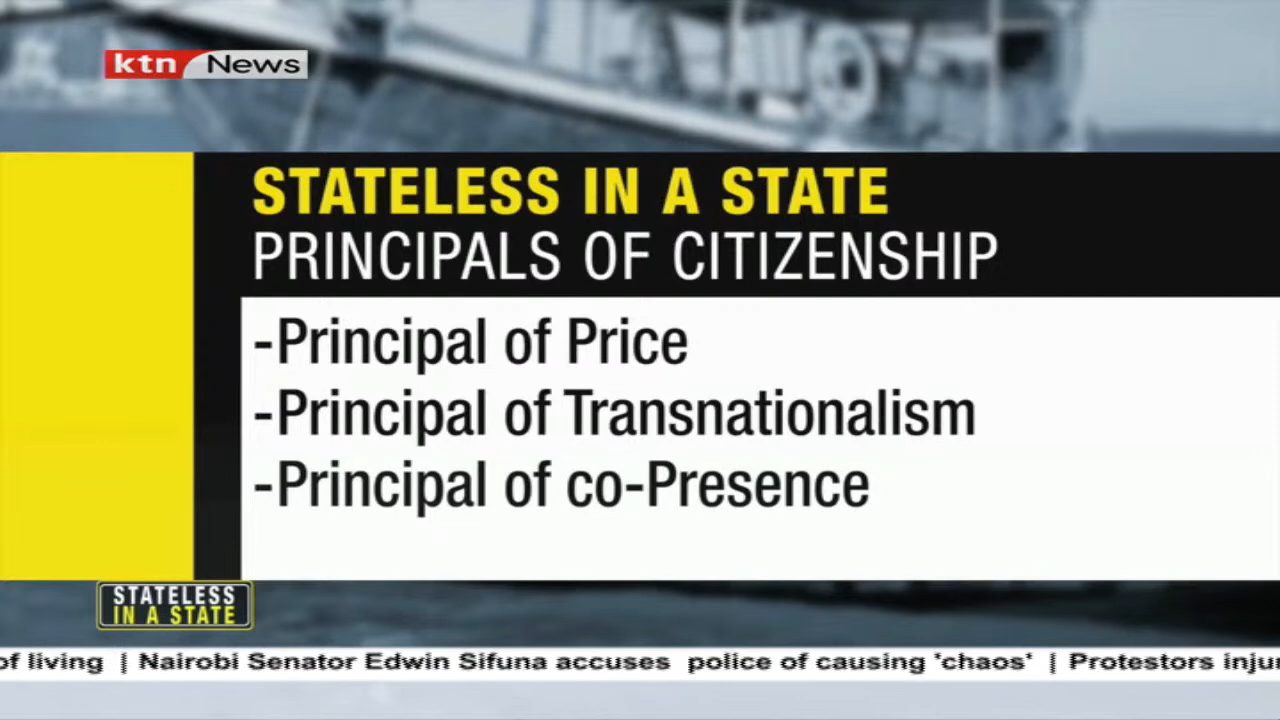 ktn News
STATELESS IN A STATE
PRINCIPALS OF CITIZENSHIP
-Principal of Price
-Principal of Transnationalism
-Principal of co-Presence
STATELESS
IN A STATE
of living | Nairobi Senator Edwin Sifuna accuses police of causing 'chaos' | Protestors inju